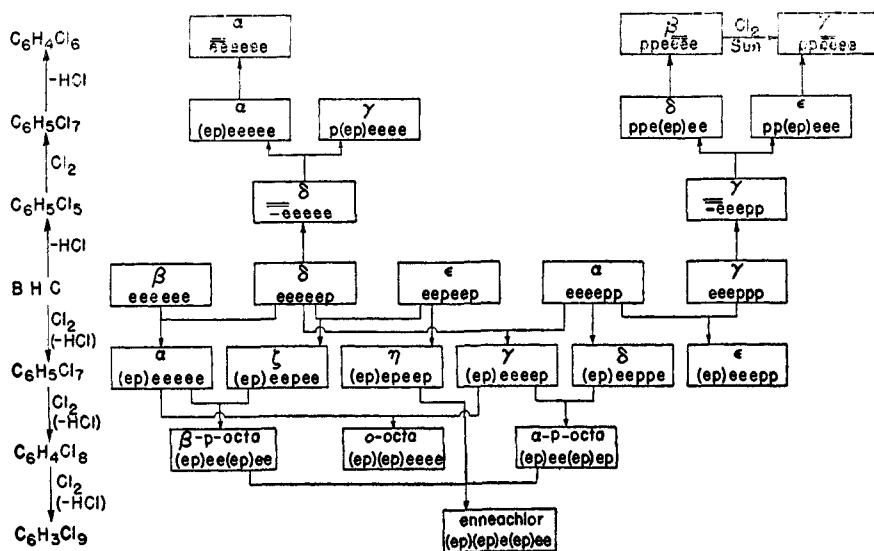 C6H4Cl6
α
β
ppeeee
Cl2
Sun
γ
ppeeee
-HCl
C6H5Cl7
α
(ep)eeeee
γ
p(ep)eeee
δ
ppe(ep)ee
ε
pp(ep)eee
Cl2
C6H5Cl5
δ
eeeee
γ
eeepp
-HCl
BHC
β
eeeeee
δ
eeeeep
ε
eepeep
α
eeeepp
γ
eeeppp
Cl2
(-HCl)
C6H5Cl7
α
(ep)eeeee
ζ
(ep)eepee
η
(ep)epeep
γ
(ep)eeeep
δ
(ep)eeppe
ε
(ep)eeepp
Cl2
(-HCl)
C6H4Cl8
β-p-octa
(ep)ee(ep)ee
o-octa
(ep)(ep)eeee
α-p-octa
(ep)ee(ep)ep
Cl2
(-HCl)
C6H3Cl9
enneachlor
(ep)(ep)e(ep)ee